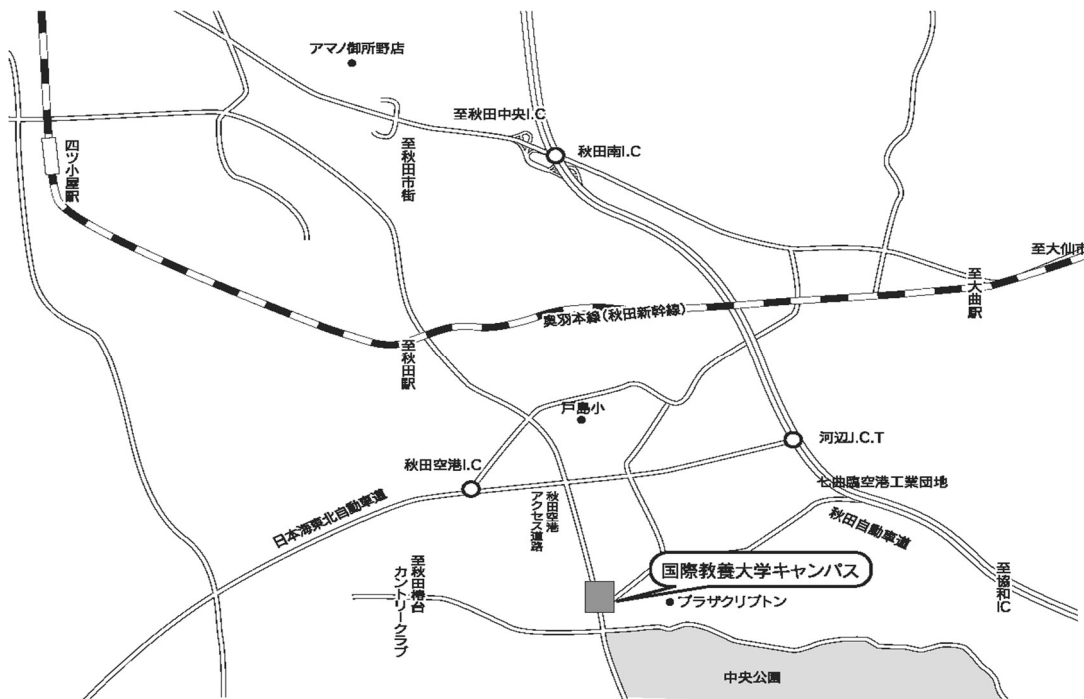 アマノ御所野店
至秋田中央I.C
秋田南I.C
四ツ小屋駅
至秋田市街
至大仙市
至大曲駅
奥羽本線(秋田新幹線)
至秋田駅
戸島小
河辺J.C.T
秋田空港I.C
七曲臨空港工業団地
日本海東北自動車道
秋田空港
アクセス道路
秋田自動車道
至秋田椿台
カントリークラブ
国際教養大学キャンパス
至協和IC
プラザクリプトン
中央公園